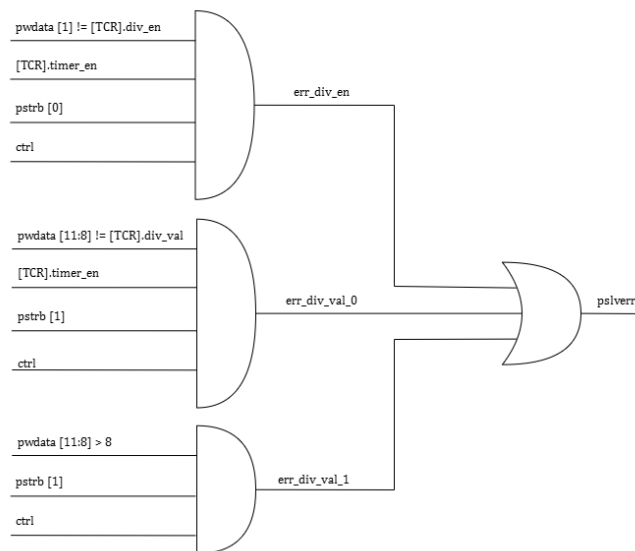 pwdata [1] != [TCR].div_en
[TCR].timer_en
pstrb [0]
ctrl
err_div_en
pwdata [11:8] != [TCR].div_val
[TCR].timer_en
pstrb [1]
ctrl
err_div_val_0
pslverr
pwdata [11:8] > 8
pstrb [1]
ctrl
err_div_val_1